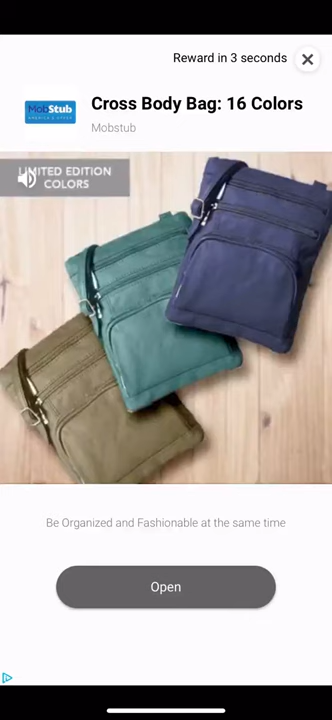 Reward in 3 seconds
MobStub
Cross Body Bag: 16 Colors
Mobstub
LIMITED EDITION
COLORS
Be Organized and Fashionable at the same time
Open